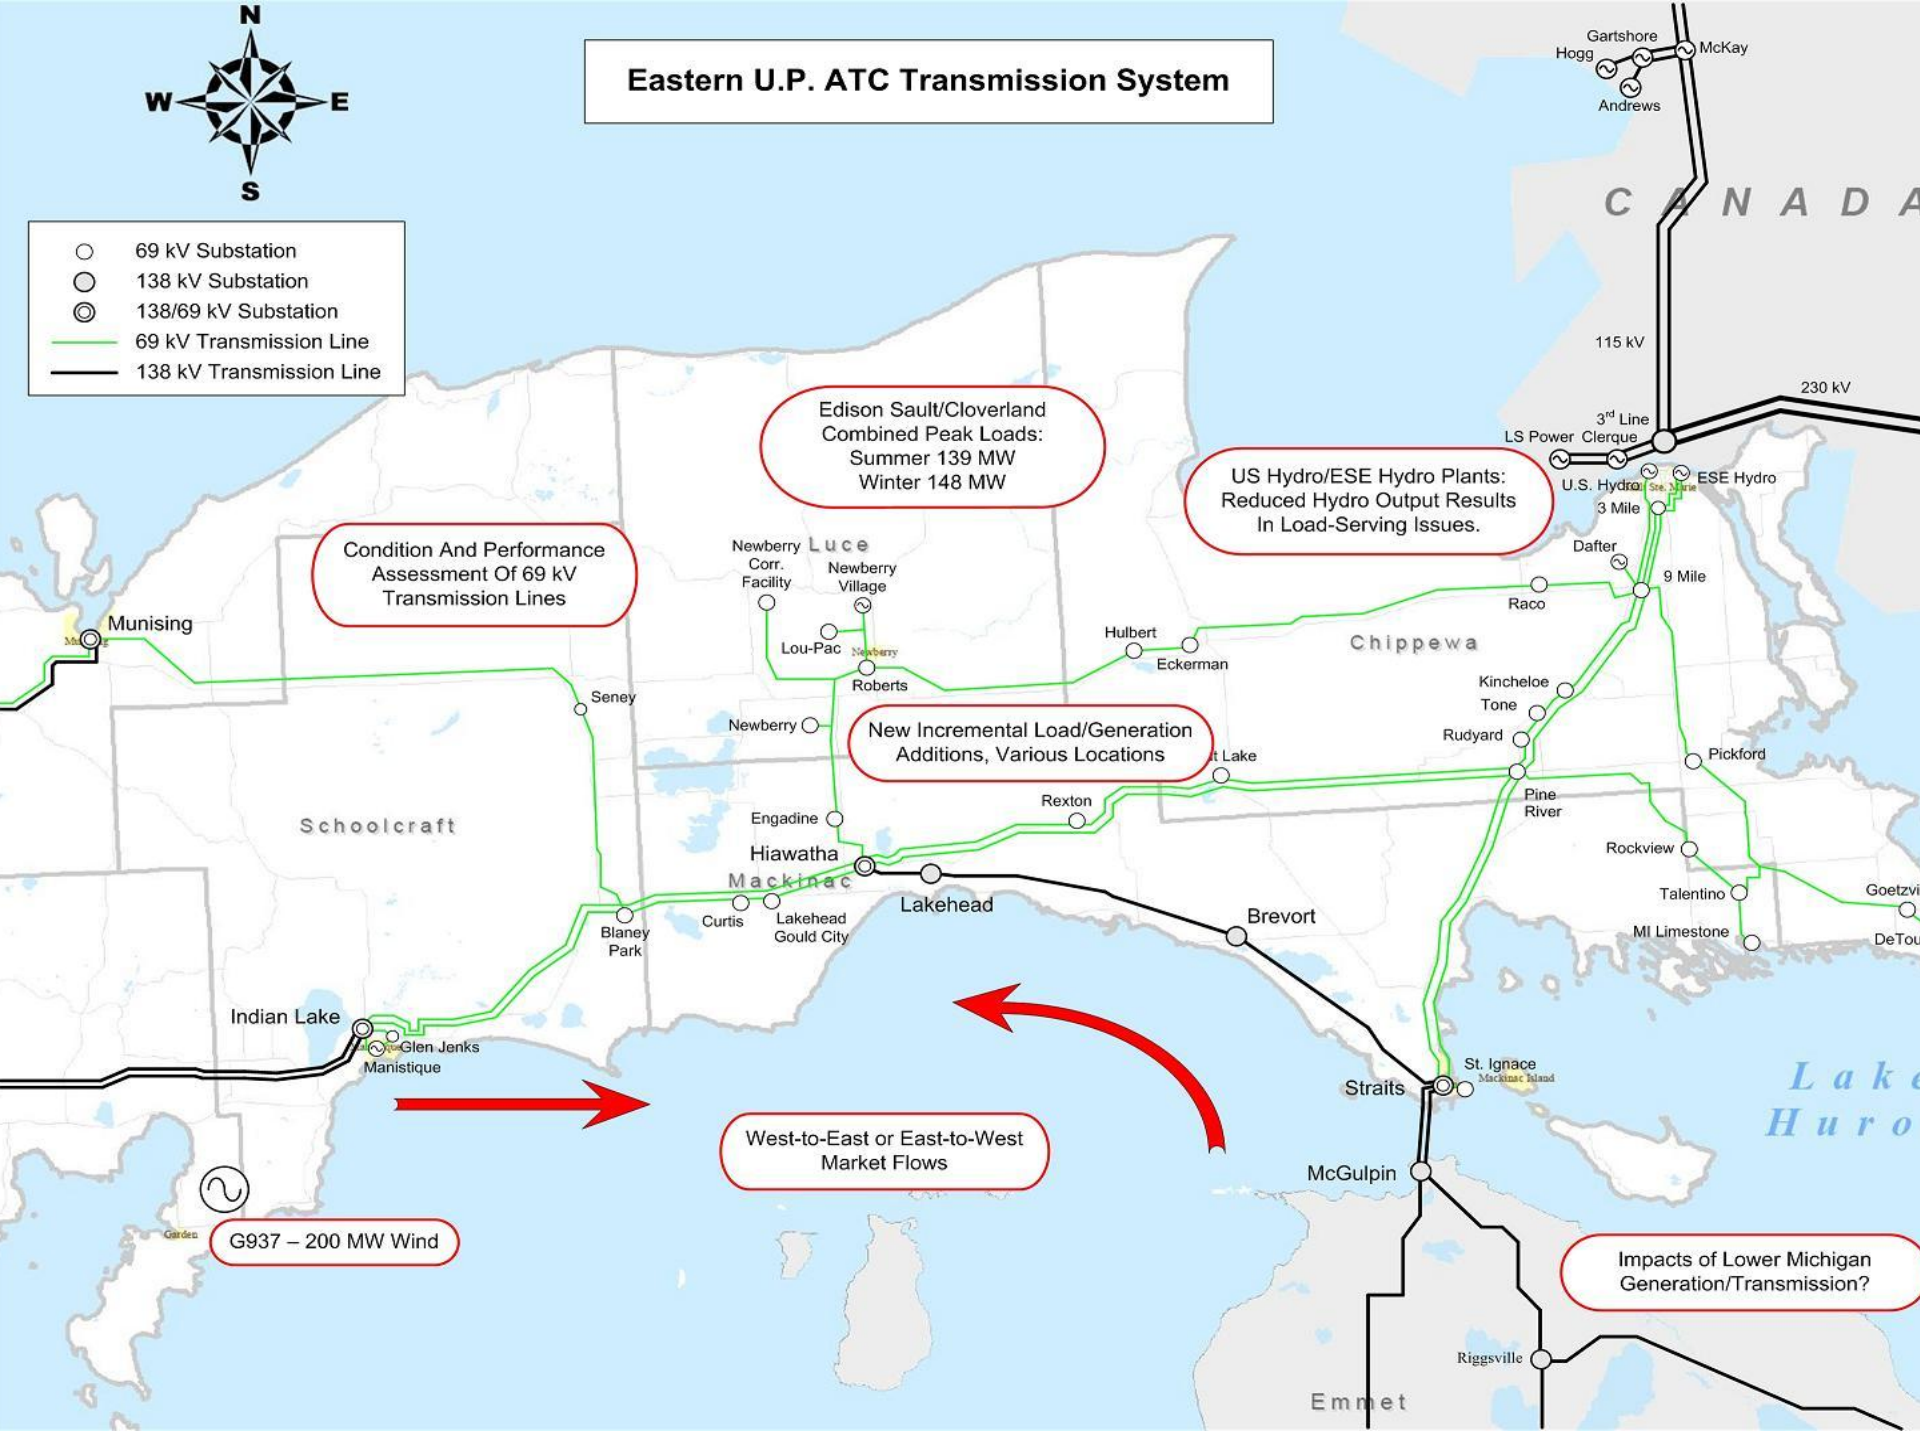 N
W
E
S
Eastern U.P. ATC Transmission System
69 kV Substation
138 kV Substation
138/69 kV Substation
69 kV Transmission Line
138 kV Transmission Line
Gartshore
Hogg
McKay
Andrews
CANADA
115 kV
230 kV
3rd Line
LS Power
Clerque
U.S. Hydro
ESE Hydro
3 Mile
Dafter
9 Mile
Raco
Edison Sault/Cloverland
Combined Peak Loads:
Summer 139 MW
Winter 148 MW
US Hydro/ESE Hydro Plants:
Reduced Hydro Output Results
In Load-Serving Issues.
Condition And Performance
Assessment Of 69 kV
Transmission Lines
Luce
Newberry
Corr.
Facility
Newberry
Village
Lou-Pac
Newberry
Roberts
Newberry
Munising
Seney
Hulbert
Eckerman
Chippewa
Kincheloe
Tone
Rudyard
Pickford
New Incremental Load/Generation
Additions, Various Locations
t Lake
Pine
River
Rexton
Engadine
Schoolcraft
Hiawatha
Mackinac
Lakehead
Curtis
Lakehead
Gould City
Blaney
Park
Brevort
Rockview
Talentino
MI Limestone
Goetzvi
DeTou
Indian Lake
Glen Jenks
Manistique
St. Ignace
Mackinac Island
Straits
Lake
Huro
West-to-East or East-to-West
Market Flows
McGulpin
Garden
G937 – 200 MW Wind
Impacts of Lower Michigan
Generation/Transmission?
Riggsville
Emmet